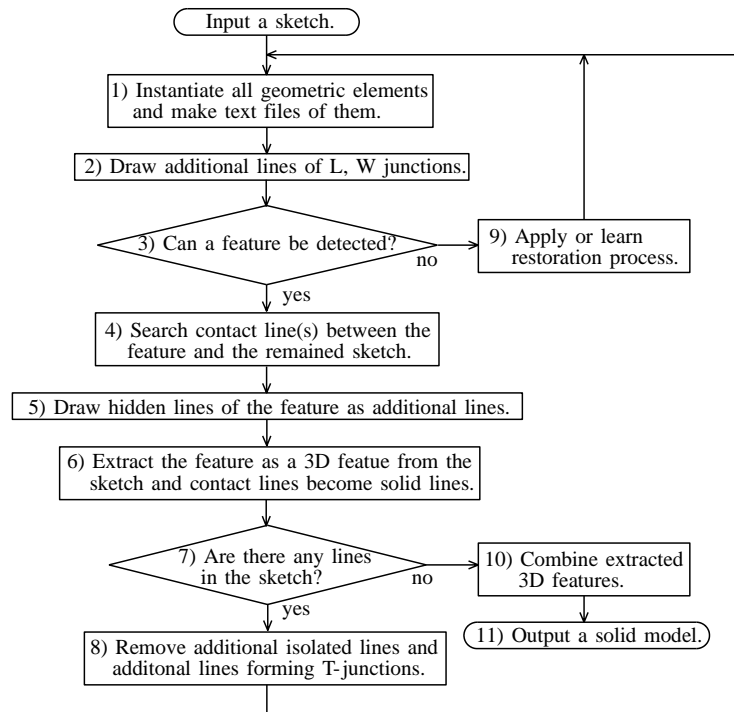 Input a sketch.
1) Instantiate all geometric elements
and make text files of them.
2) Draw additional lines of L, W junctions.
3) Can a feature be detected?
no
9) Apply or learn
restoration process.
yes
4) Search contact line(s) between the
feature and the remained sketch.
5) Draw hidden lines of the feature as additional lines.
6) Extract the feature as a 3D featue from the
sketch and contact lines become solid lines.
7) Are there any lines
in the sketch?
no
10) Combine extracted
3D features.
yes
11) Output a solid model.
8) Remove additional isolated lines and
additonal lines forming T-junctions.